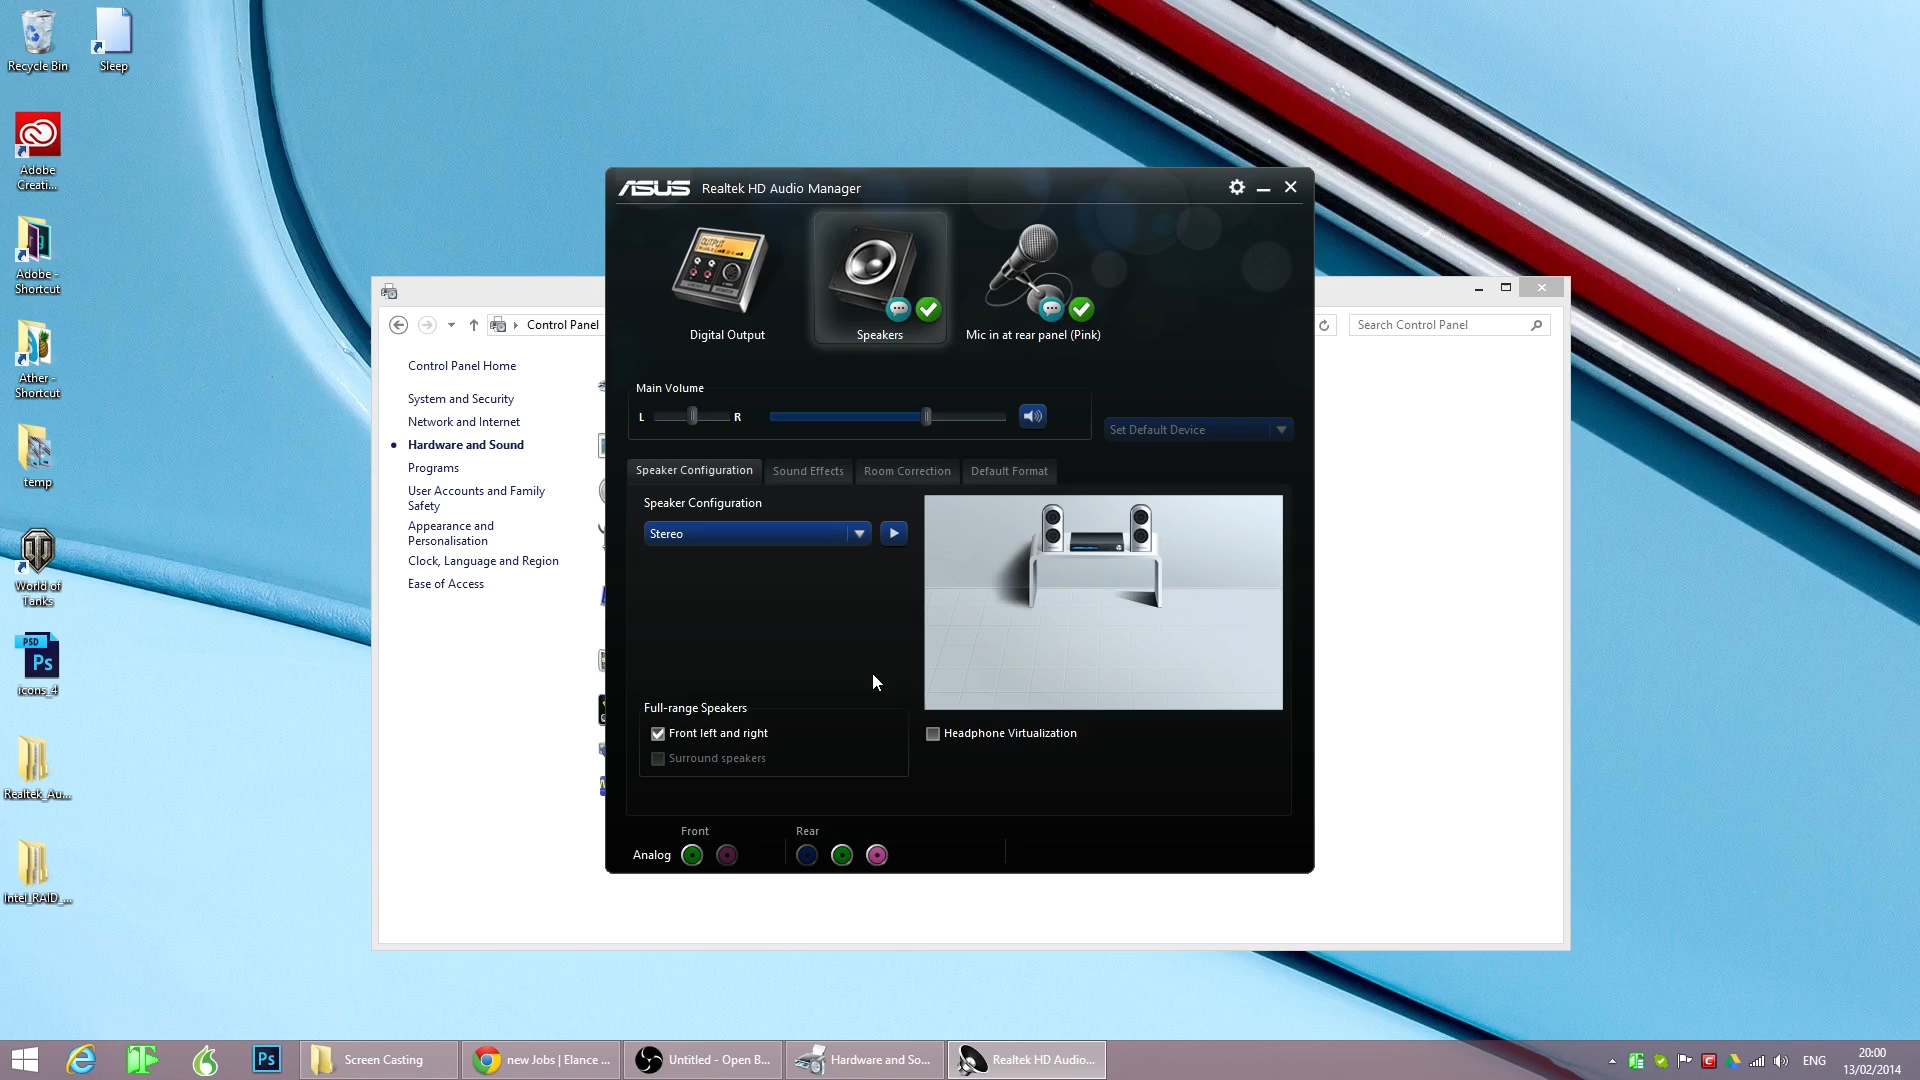 Recycle Bin
Sleep
Adobe
Creati...
Adobe -
Shortcut
Ather -
Shortcut
temp
World of
Tanks
PSD
Ps
icons_4
Realtek_Au...
Intel_RAID_...
ASUS Realtek HD Audio Manager
OUTPUT
Digital Output
Speakers
Mic in at rear panel (Pink)
Control Panel
Search Control Panel
Control Panel Home
System and Security
Network and Internet
Hardware and Sound
Programs
User Accounts and Family
Safety
Appearance and
Personalisation
Clock, Language and Region
Ease of Access
Main Volume
L R
Set Default Device
Speaker Configuration Sound Effects Room Correction Default Format
Speaker Configuration
Stereo
Full-range Speakers
Front left and right
Surround speakers
Headphone Virtualization
Front Rear
Analog
Ps
Screen Casting
new Jobs | Elance ...
Untitled - Open B...
Hardware and So...
Realtek HD Audio...
ENG
20:00
13/02/2014